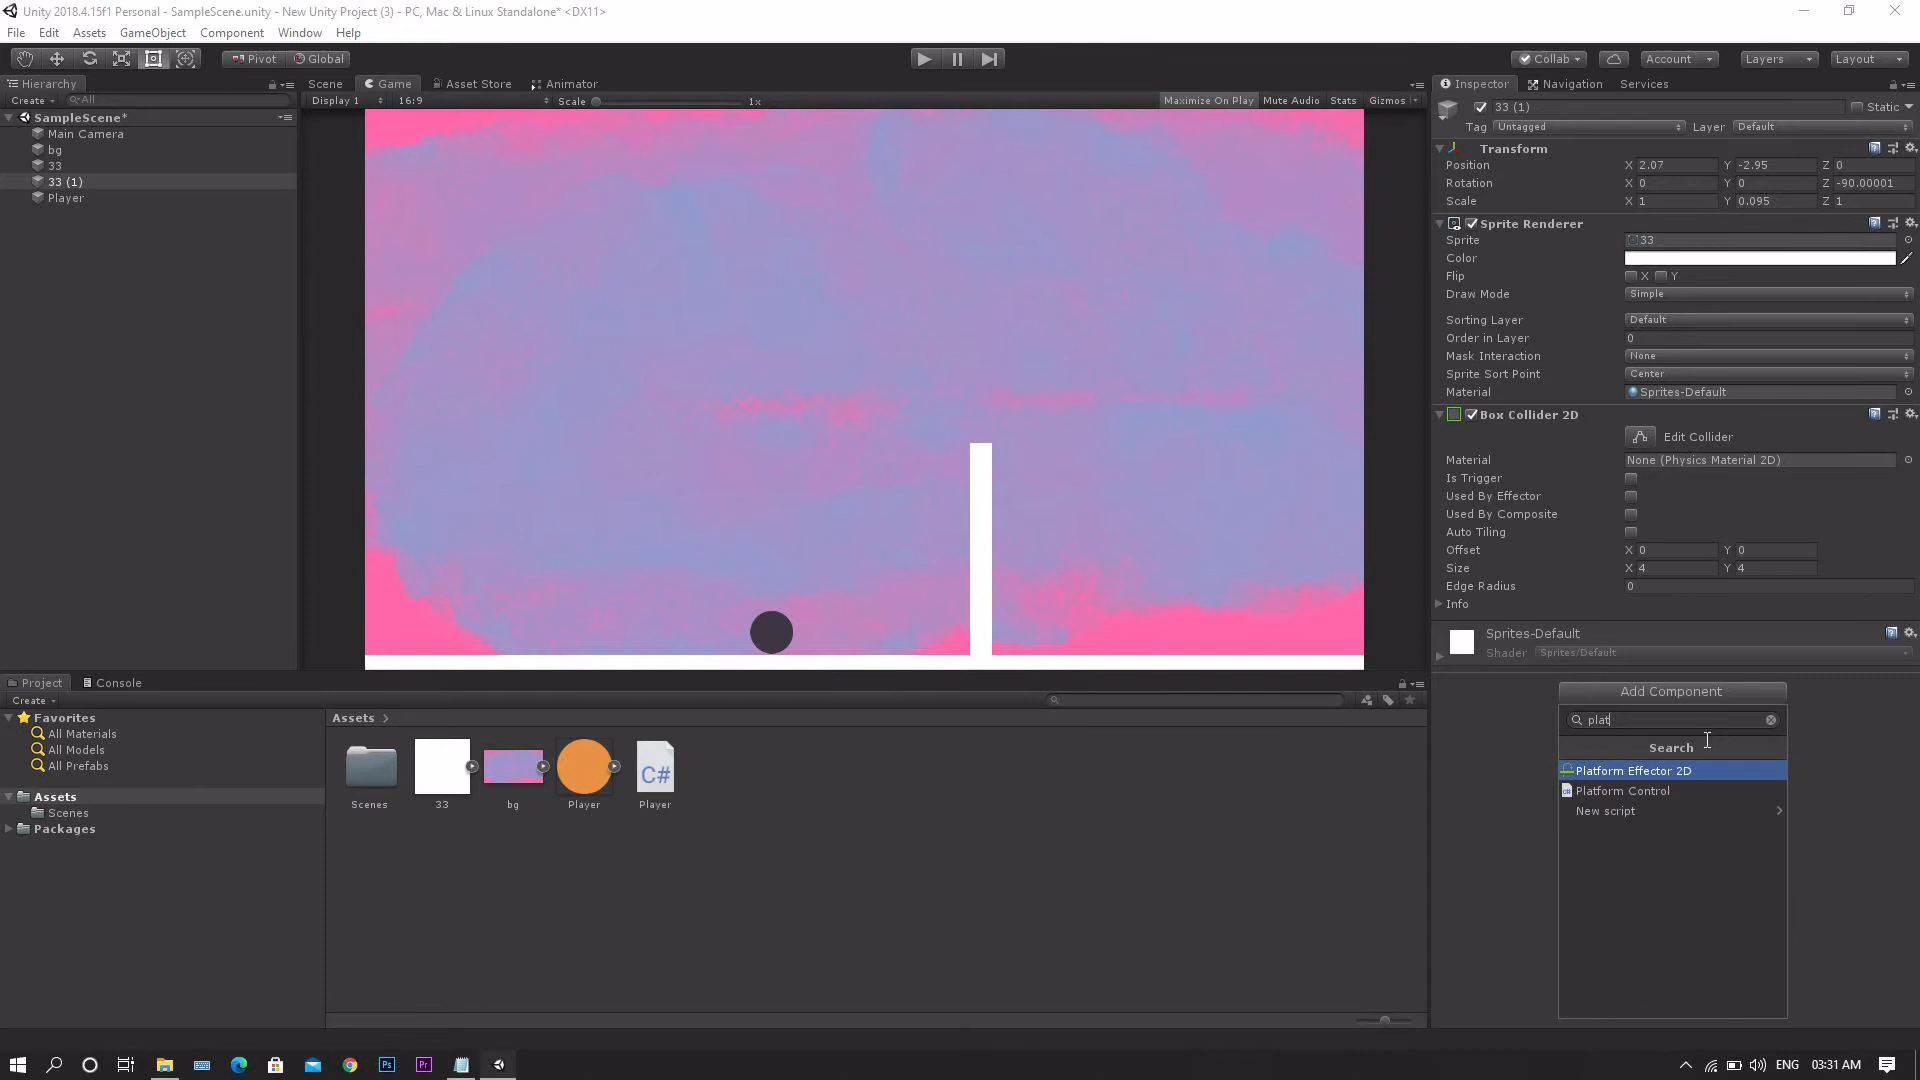 Unity 2018.4.15f1 Personal - SampleScene.unity - New Unity Project (3) - PC, Mac & Linux Standalone* <DX11>
File Edit Assets GameObject Component Window Help
Pivot Global Collab Account Layers Layout
Hierarchy
Create All
SampleScene*
Main Camera
bg
33
33 (1)
Player
Scene Game Asset Store Animator
Display 1 16:9 Scale 1x Maximize On Play Mute Audio Stats Gizmos
Inspector Navigation Services
33 (1) Static
Tag Untagged Layer Default
Transform
Position X 2.07 Y -2.95 Z 0
Rotation X 0 Y 0 Z -90.00001
Scale X 1 Y 0.095 Z 1
Sprite Renderer
Sprite 33
Color
Flip X Y
Draw Mode Simple
Sorting Layer Default
Order in Layer 0
Mask Interaction None
Sprite Sort Point Center
Material Sprites-Default
Box Collider 2D
Edit Collider
Material None (Physics Material 2D)
Is Trigger
Used By Effector
Used By Composite
Auto Tiling
Offset X 0 Y 0
Size X 4 Y 4
Edge Radius 0
Info
Sprites-Default
Shader Sprites/Default
Add Component
plat
Search
Platform Effector 2D
Platform Control
New script
Project Console
Create
Favorites
All Materials
All Models
All Prefabs
Assets
Scenes
Packages
Assets
Scenes 33 bg Player C# Player
ENG 03:31 AM